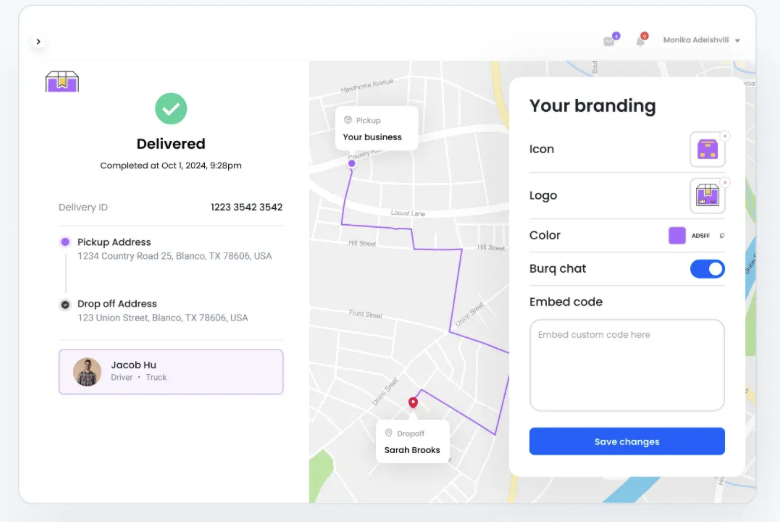 Monika Adeishvili
Delivered
Completed at Oct 1, 2024, 9:28pm
Delivery ID
1223 3542 3542
Pickup Address
1234 Country Road 25, Blanco, TX 78606, USA
Drop off Address
123 Union Street, Blanco, TX 78606, USA
Jacob Hu
Driver • Truck
Hawthorne Avenue
Pickup
Your business
Locust Lane
Hill Street
Hill Street
Union Street
Union Street
Dropoff
Sarah Brooks
Your branding
Icon
Logo
Color
AD5FF
Burq chat
Embed code
Embed custom code here
Save changes